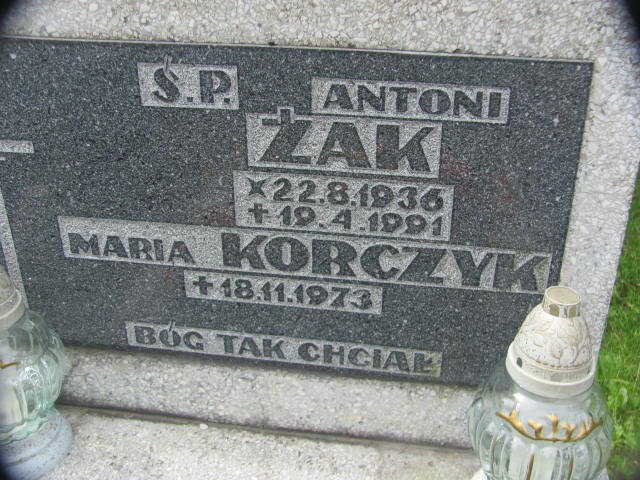 Ś.P. ANTONI
ŻAK
× 22.8.1936
+ 19.4.1991
MARIA KORCZYK
+ 18.11.1973
BÓG TAK CHCIAŁ